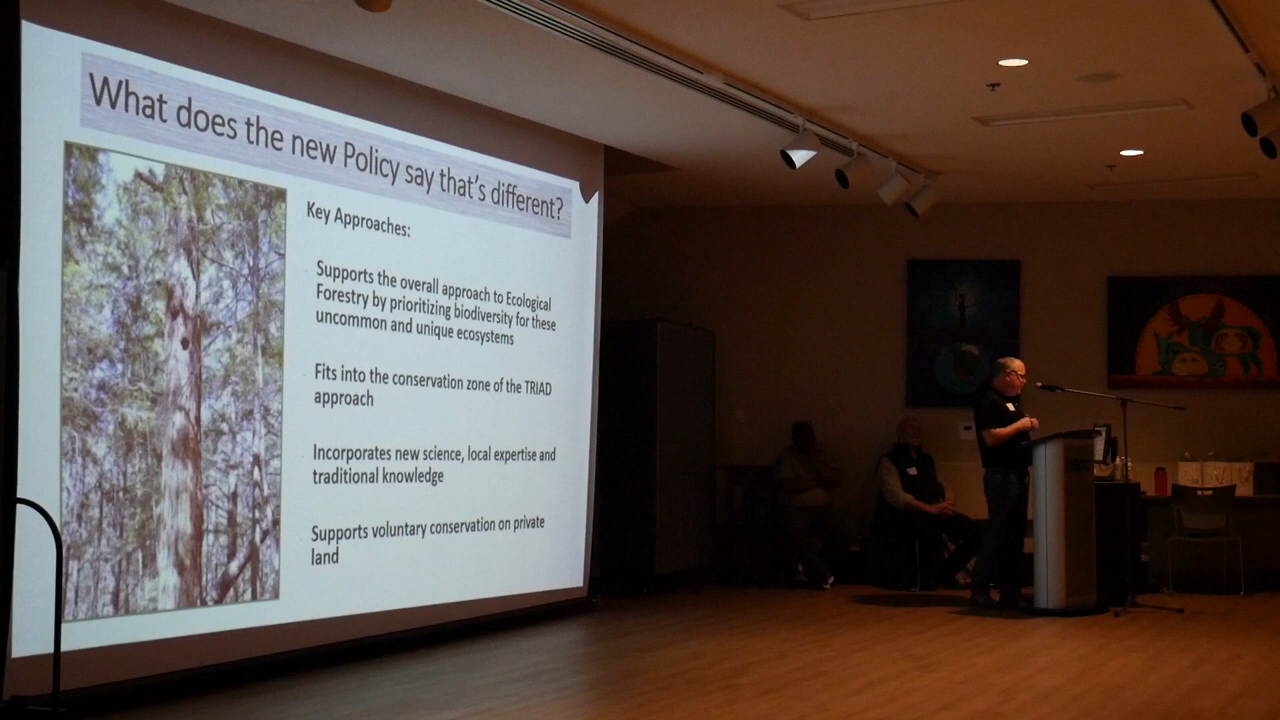 What does the new Policy say that's different?
Key Approaches:
Supports the overall approach to Ecological
Forestry by prioritizing biodiversity for these
uncommon and unique ecosystems
Fits into the conservation zone of the TRIAD
approach
Incorporates new science, local expertise and
traditional knowledge
Supports voluntary conservation on private
land